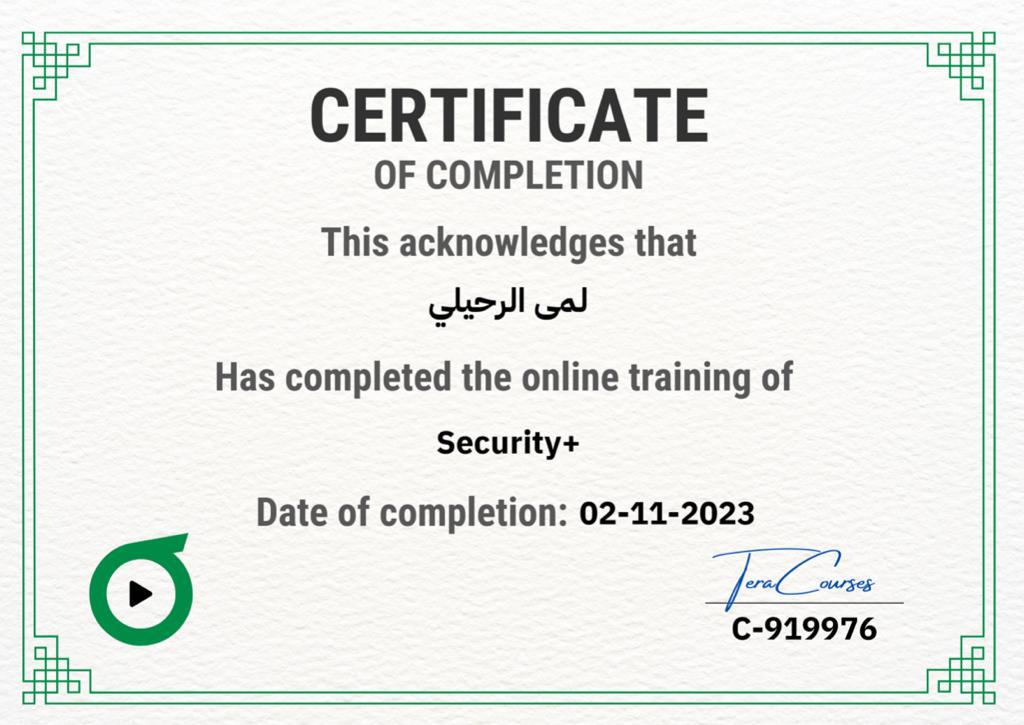 CERTIFICATE
OF COMPLETION
This acknowledges that
لمى الرحيلي
Has completed the online training of
Security+
Date of completion: 02-11-2023
TeraCourses
C-919976